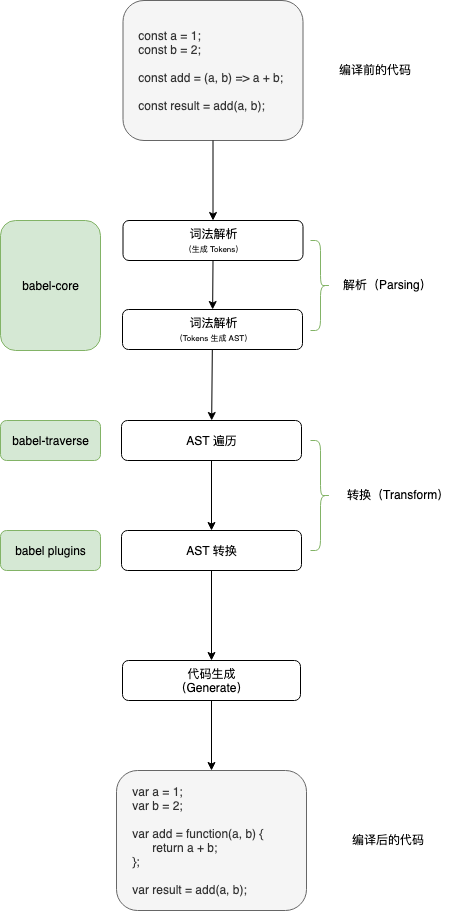 const a = 1;
const b = 2;
const add = (a, b) => a + b;
const result = add(a, b);
编译前的代码
babel-core
词法解析
(生成 Tokens)
词法解析
(Tokens 生成 AST)
解析（Parsing）
babel-traverse
AST 遍历
babel plugins
AST 转换
转换（Transform）
代码生成
（Generate）
var a = 1;
var b = 2;
var add = function(a, b) {
return a + b;
};
var result = add(a, b);
编译后的代码